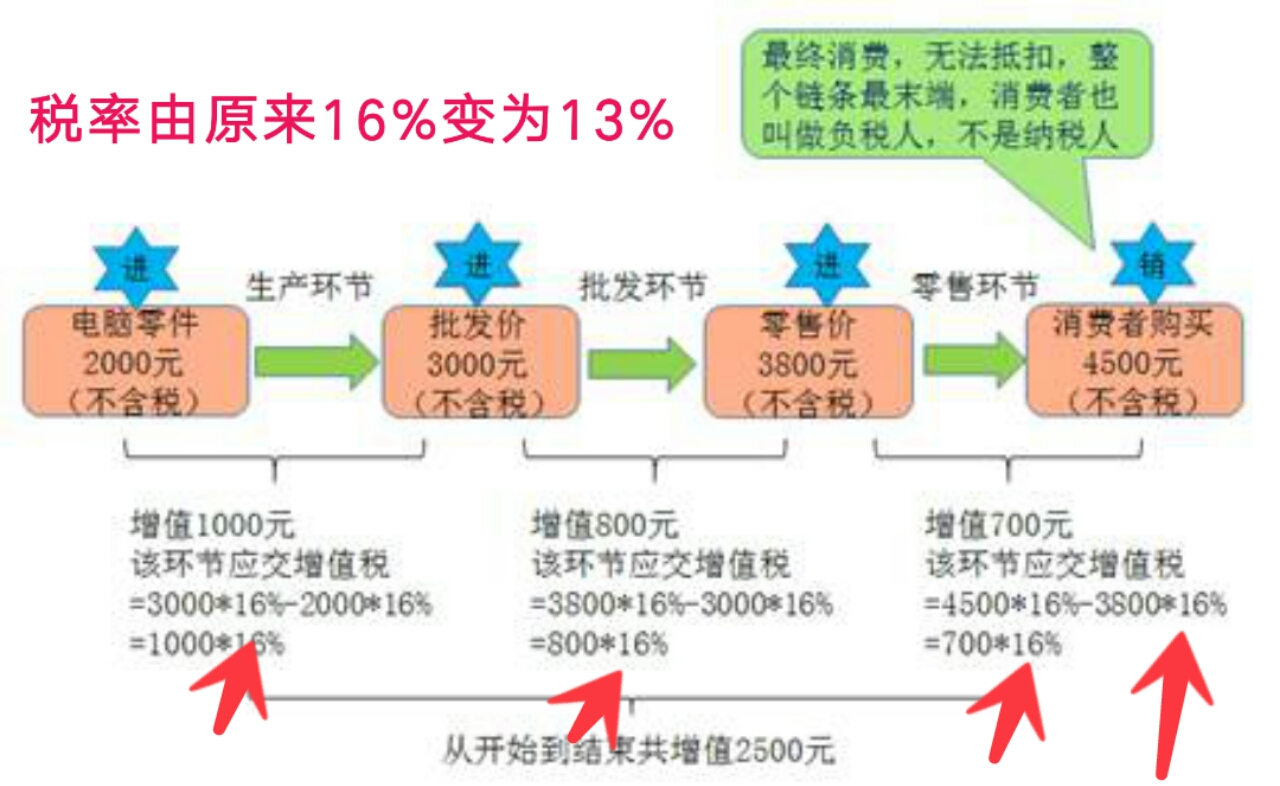 税率由原来16%变为13%
最终消费，无法抵扣，整
个链条最末端，消费者也
叫做负税人，不是纳税人
进
进
进
销
生产环节
批发环节
零售环节
电脑零件
2000元
（不含税）
批发价
3000元
（不含税）
零售价
3800元
（不含税）
消费者购买
4500元
（不含税）
增值1000元
该环节应交增值税
=3000*16%-2000*16%
=1000*16%
增值800元
该环节应交增值税
=3800*16%-3000*16%
=800*16%
增值700元
该环节应交增值税
=4500*16%-3800*16%
=700*16%
从开始到结束共增值2500元